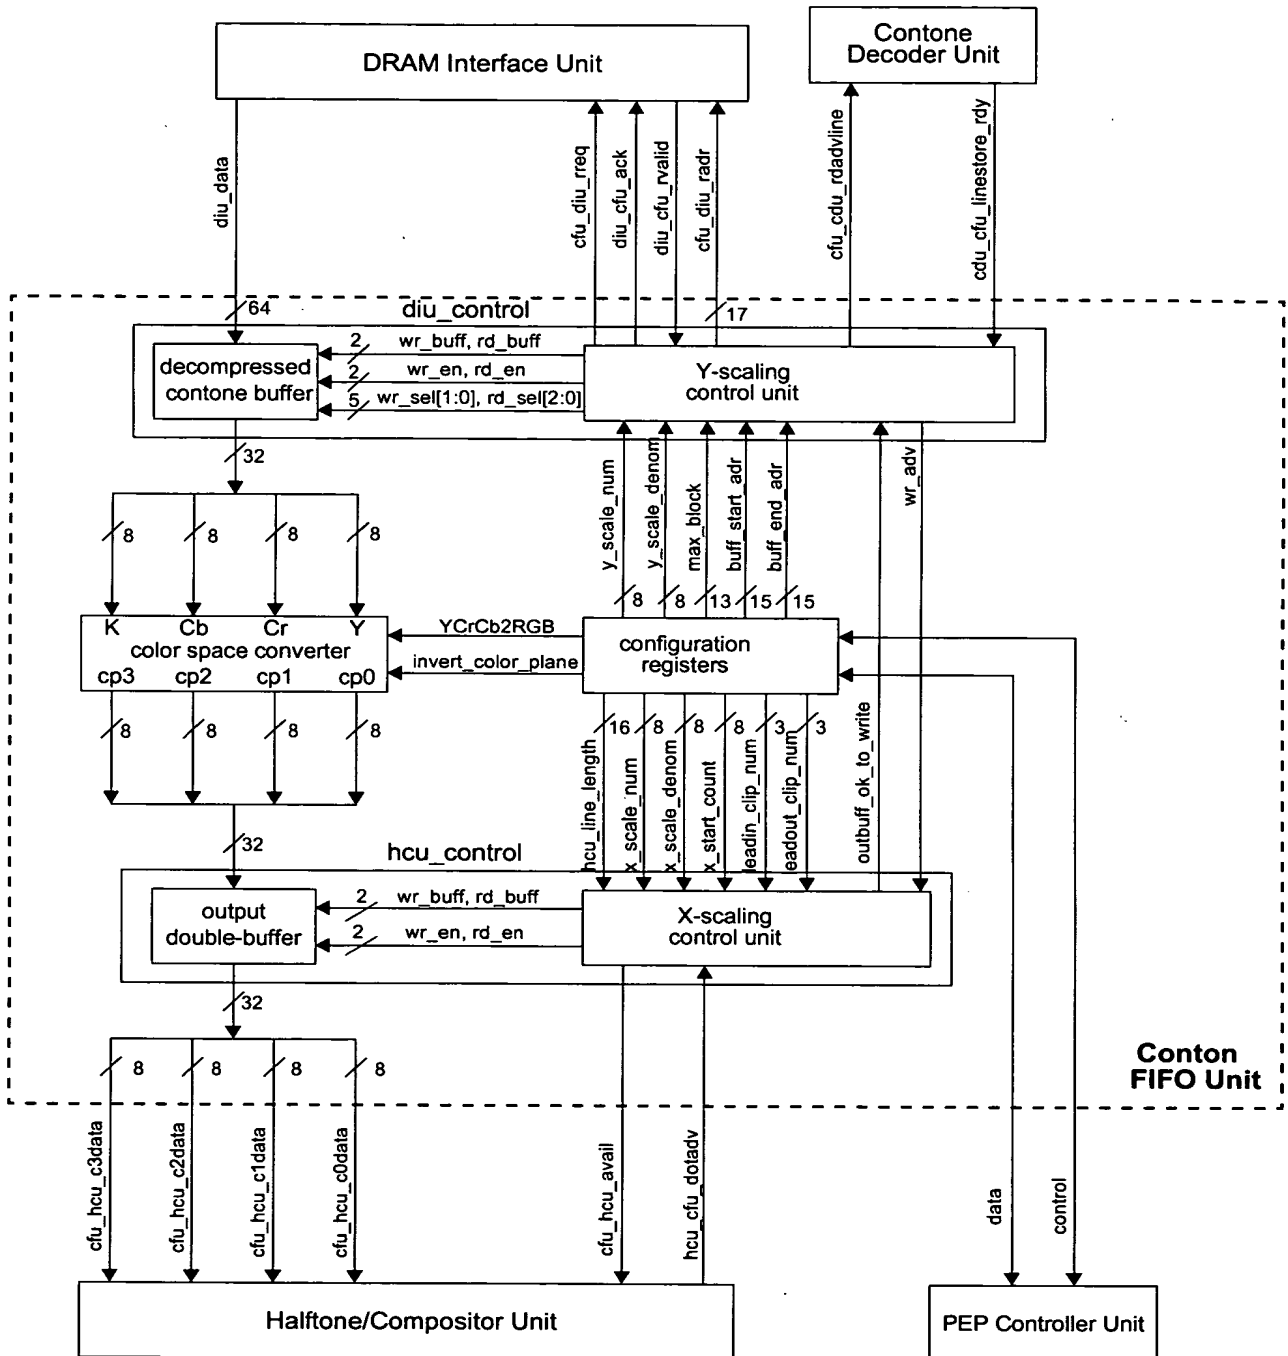 DRAM Interface Unit
Contone
Decoder Unit
diu_data
cfu_diu_rreq
diu_cfu_ack
diu_cfu_rvalid
cfu_diu_radr
cfu_cdu_rdadvline
cdu_cfu_linestore_rdy
64
diu_control
17
decompressed
contone buffer
2
wr_buff, rd_buff
2
wr_en, rd_en
5
wr_sel[1:0], rd_sel[2:0]
Y-scaling
control unit
32
y_scale_num
y_scale_denom
max_block
buff_start_adr
buff_end_adr
wr_adv
8
8
8
8
8
8
13
15
15
K
Cb
Cr
Y
color space converter
cp3
cp2
cp1
cp0
YCrCb2RGB
invert_color_plane
configuration
registers
8
8
8
8
16
8
8
8
3
3
hcu_line_length
x_scale_num
x_scale_denom
x_start_count
leadin_clip_num
leadout_clip_num
outbuff_ok_to_write
32
hcu_control
output
double-buffer
2
wr_buff, rd_buff
2
wr_en, rd_en
X-scaling
control unit
32
8
8
8
8
Conton
FIFO Unit
cfu_hcu_c3data
cfu_hcu_c2data
cfu_hcu_c1data
cfu_hcu_c0data
cfu_hcu_avail
hcu_cfu_dotadv
data
control
Halftone/Compositor Unit
PEP Controller Unit